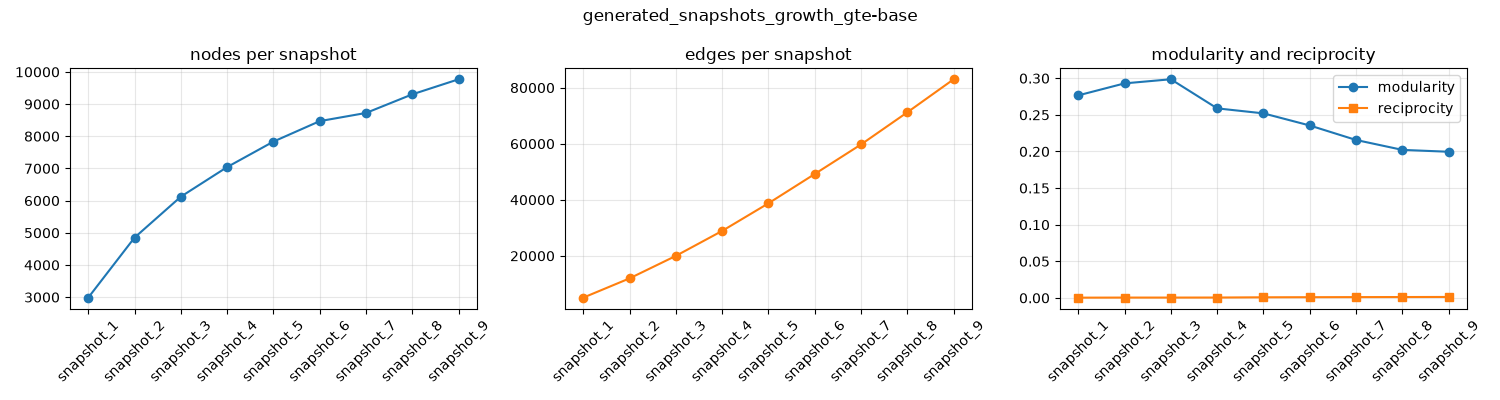 generated_snapshots_growth_gte-base
nodes per snapshot
10000
9000
8000
7000
6000
5000
4000
3000
snapshot_1
snapshot_2
snapshot_3
snapshot_4
snapshot_5
snapshot_6
snapshot_7
snapshot_8
snapshot_9
edges per snapshot
80000
60000
40000
20000
snapshot_1
snapshot_2
snapshot_3
snapshot_4
snapshot_5
snapshot_6
snapshot_7
snapshot_8
snapshot_9
modularity and reciprocity
modularity
reciprocity
0.30
0.25
0.20
0.15
0.10
0.05
0.00
snapshot_1
snapshot_2
snapshot_3
snapshot_4
snapshot_5
snapshot_6
snapshot_7
snapshot_8
snapshot_9